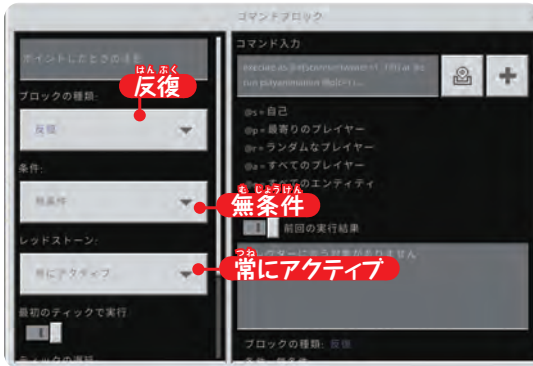 コマンドブロック
ポイントしたときの注釈
はんぷく
反復
ブロックの種類:
反復
条件:
無条件
む じょうけん
無条件
レッドストーン:
常にアクティブ
つね
常にアクティブ
最初のティックで実行
コマンド入力
@s = 自己
@p = 最寄りのプレイヤー
@r = ランダムなプレイヤー
@a = すべてのプレイヤー
すべてのエンティティ
前回の実行結果
ブロックの種類: 反復